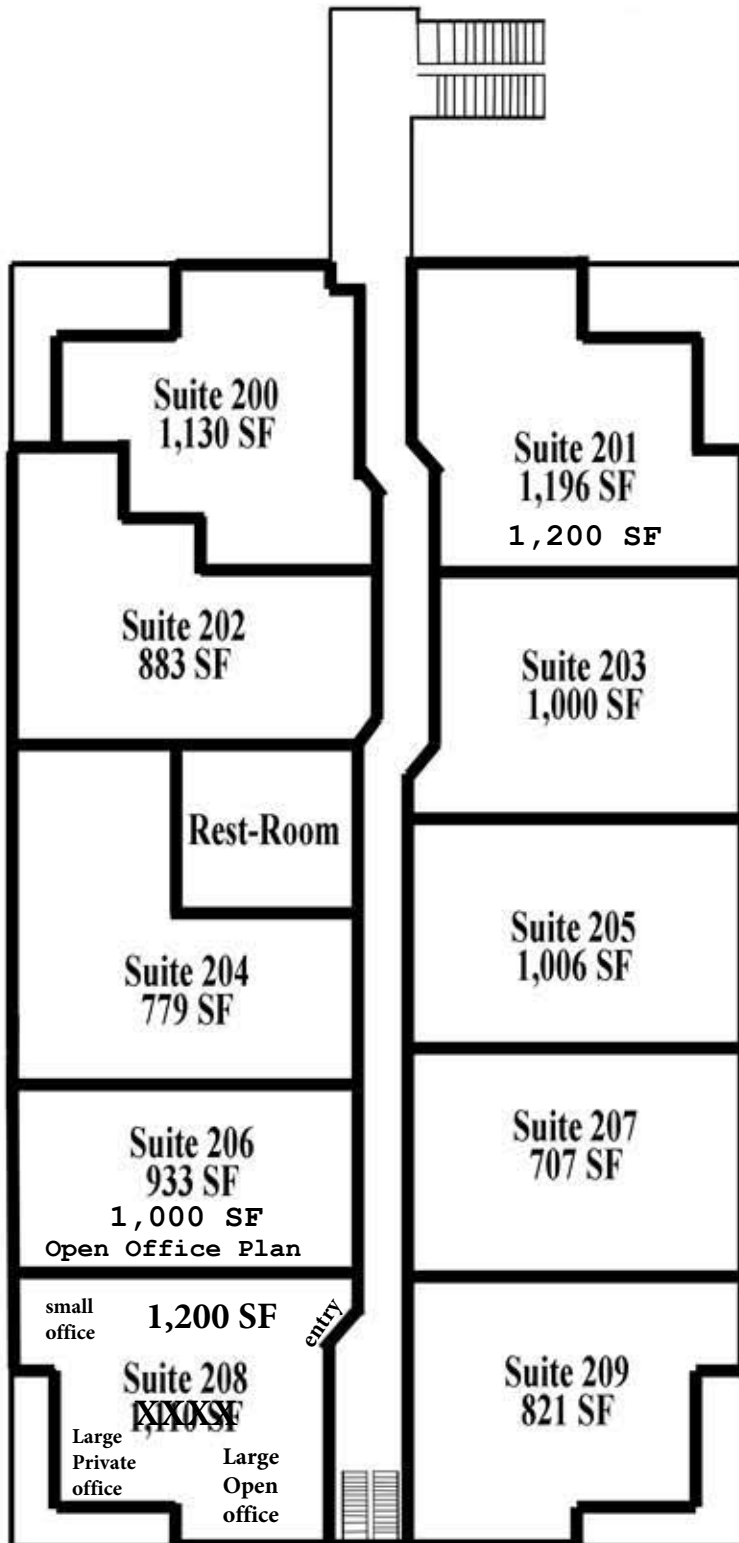 Suite 200
1,130 SF
Suite 201
1,196 SF
1,200 SF
Suite 202
883 SF
Suite 203
1,000 SF
Rest-Room
Suite 204
779 SF
Suite 205
1,006 SF
Suite 206
933 SF
1,000 SF
Open Office Plan
Suite 207
707 SF
small
office
1,200 SF
entry
Suite 208
XXXX
Large
Private
office
Large
Open
office
Suite 209
821 SF